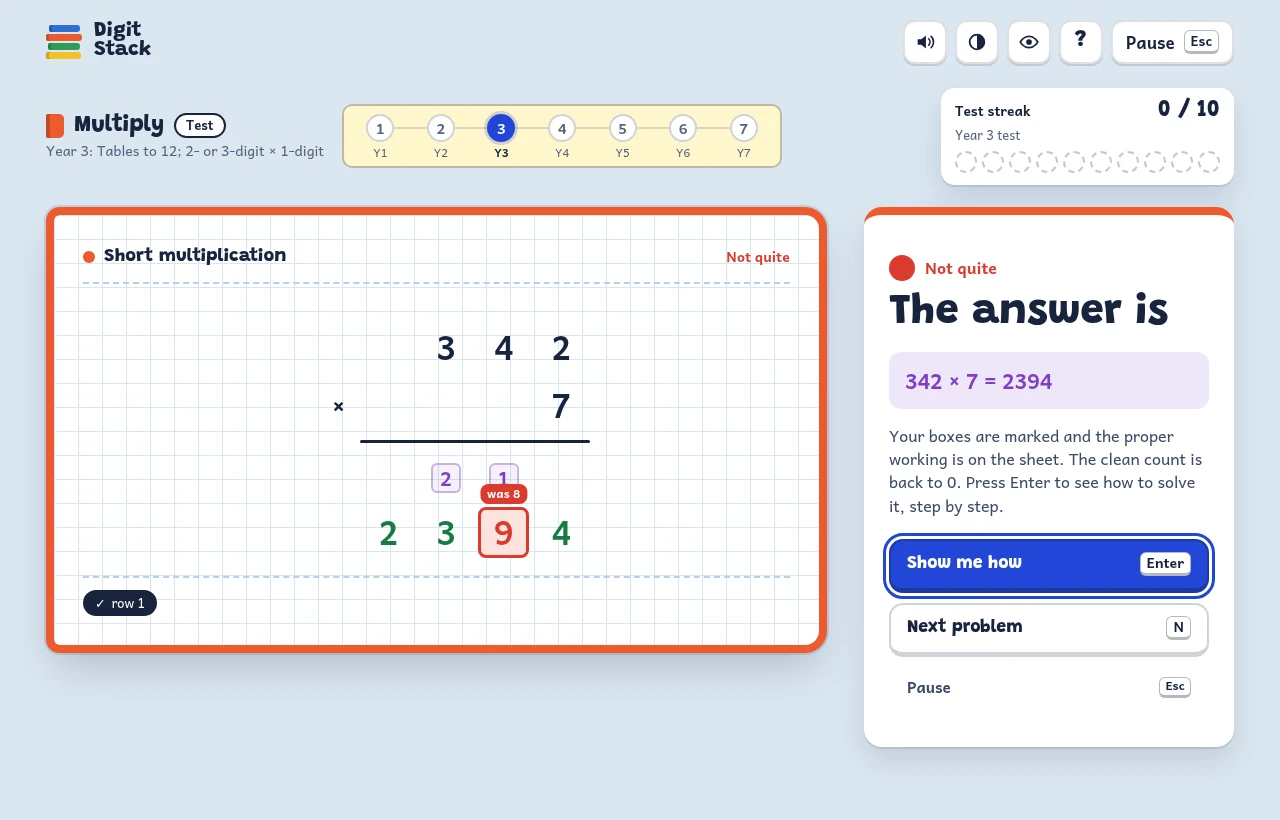 Digit
Stack
?
Pause Esc
Multiply Test
Year 3: Tables to 12; 2- or 3-digit × 1-digit
1 2 3 4 5 6 7
Y1 Y2 Y3 Y4 Y5 Y6 Y7
Test streak 0 / 10
Year 3 test
Short multiplication Not quite
3 4 2
× 7
2 1
was 8
2 3 9 4
✓ row 1
Not quite
The answer is
342 × 7 = 2394
Your boxes are marked and the proper
working is on the sheet. The clean count is
back to 0. Press Enter to see how to solve
it, step by step.
Show me how Enter
Next problem N
Pause Esc